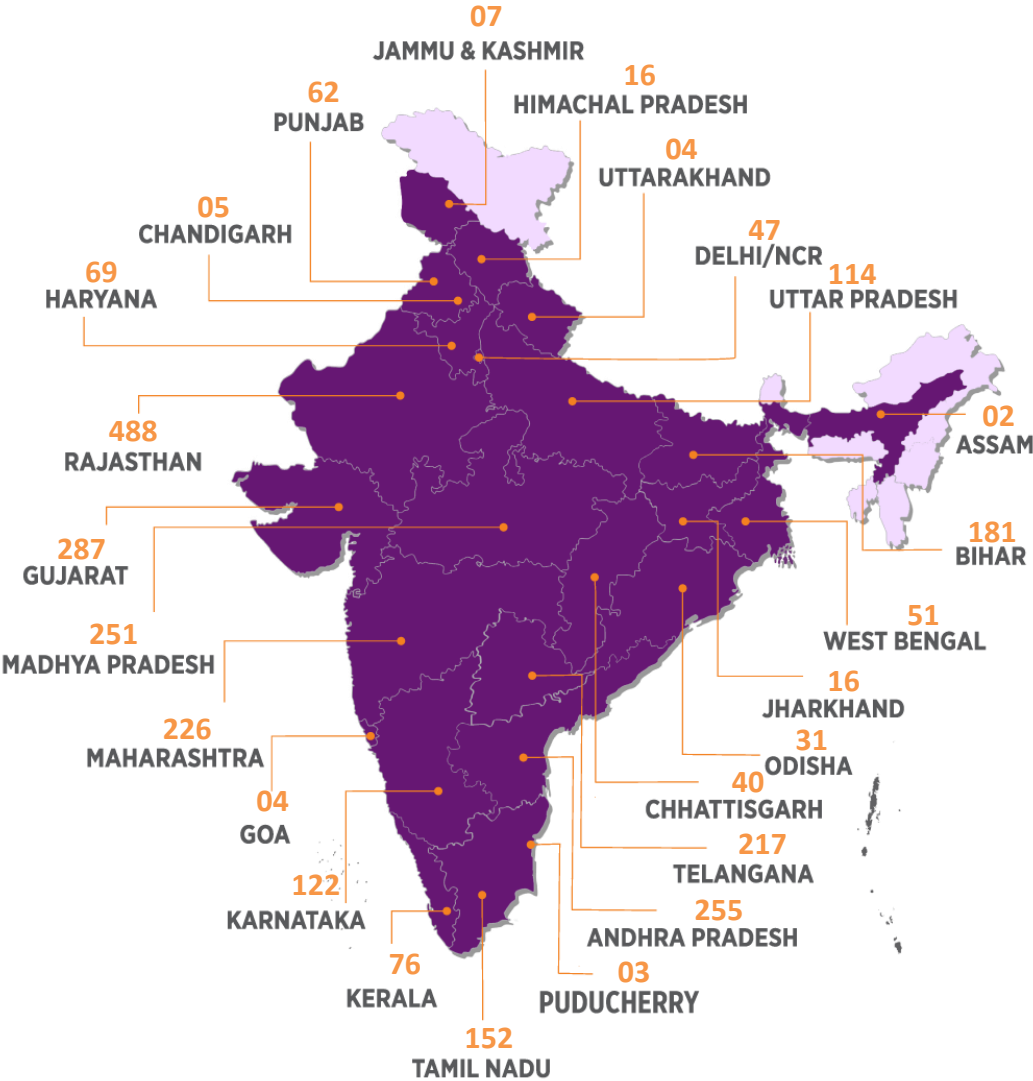 07
JAMMU & KASHMIR
16
HIMACHAL PRADESH
62
PUNJAB
04
UTTARAKHAND
05
CHANDIGARH
47
DELHI/NCR
69
HARYANA
114
UTTAR PRADESH
02
ASSAM
488
RAJASTHAN
181
BIHAR
287
GUJARAT
51
WEST BENGAL
251
MADHYA PRADESH
16
JHARKHAND
226
MAHARASHTRA
31
ODISHA
40
CHHATTISGARH
04
GOA
217
TELANGANA
122
KARNATAKA
255
ANDHRA PRADESH
76
KERALA
03
PUDUCHERRY
152
TAMIL NADU